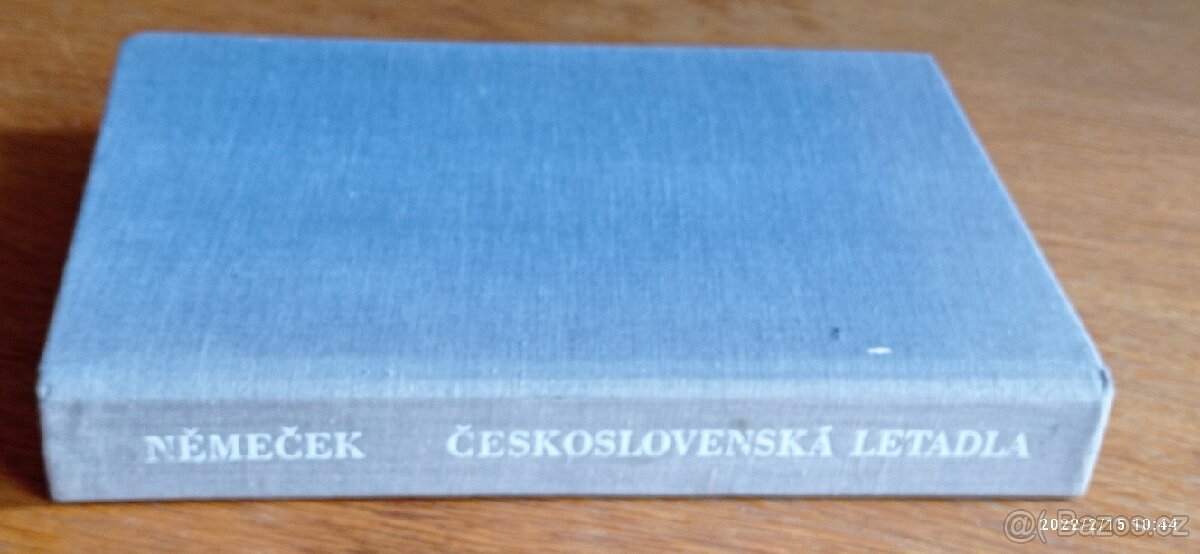 NĚMEČEK ČESKOSLOVENSKÁ LETADLA
@( Bazos.cz
2022/2/15 10:44